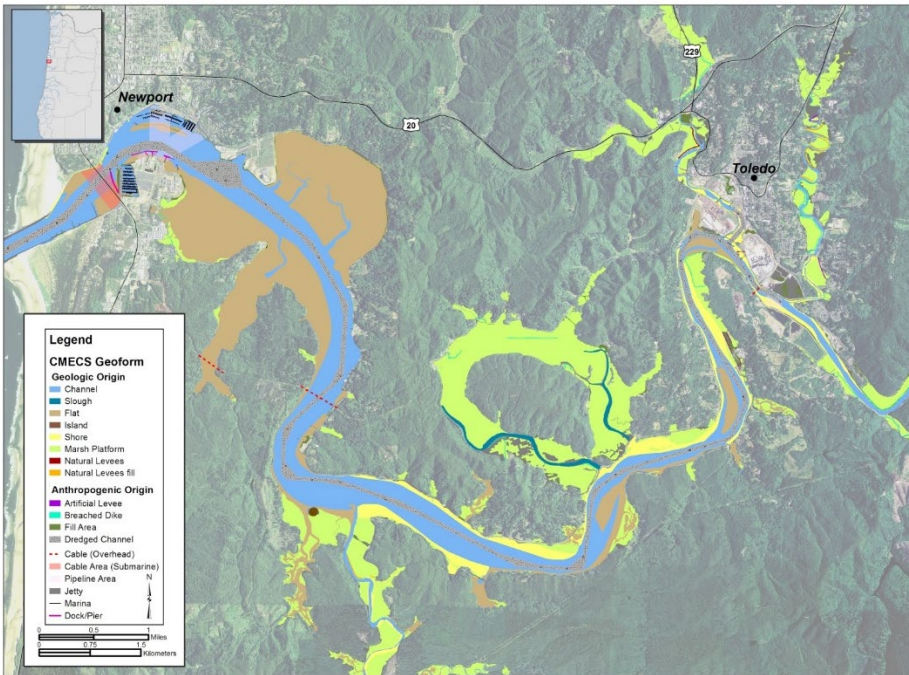 Newport
229
20
Toledo
Legend
CMECS Geoform
Geologic Origin
Channel
Slough
Flat
Island
Shore
Marsh Platform
Natural Levees
Natural Levees fill
Anthropogenic Origin
Artificial Levee
Breached Dike
Fill Area
Dredged Channel
Cable (Overhead)
Cable Area (Submarine)
Pipeline Area
Jetty
Marina
Dock/Pier
N
0 0.5 1
Miles
0 0.75 1.5
Kilometers